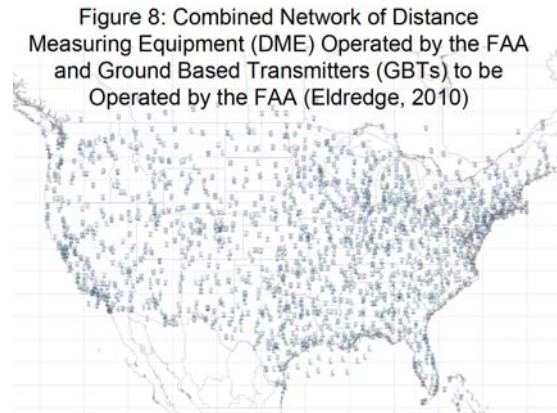 Figure 8: Combined Network of Distance
Measuring Equipment (DME) Operated by the FAA
and Ground Based Transmitters (GBTs) to be
Operated by the FAA (Eldredge, 2010)